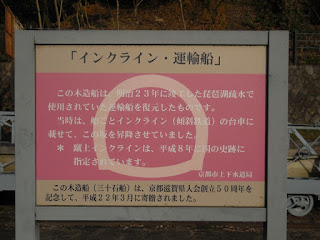 「インクライン・運輸船」
この木造船は、明治２３年に竣工した琵琶湖疏水で
使用されていた運輸船を復元したものです。
当時は、船ごとインクライン（傾斜鉄道）の台車に
載せて、この坂を昇降させていました。
＊ 蹴上インクラインは、平成８年に国の史跡に
指定されています。
京都市上下水道局
この木造船（三十石船）は、京都滋賀県人会創立５０周年を
記念して、平成２２年３月に寄贈されました。